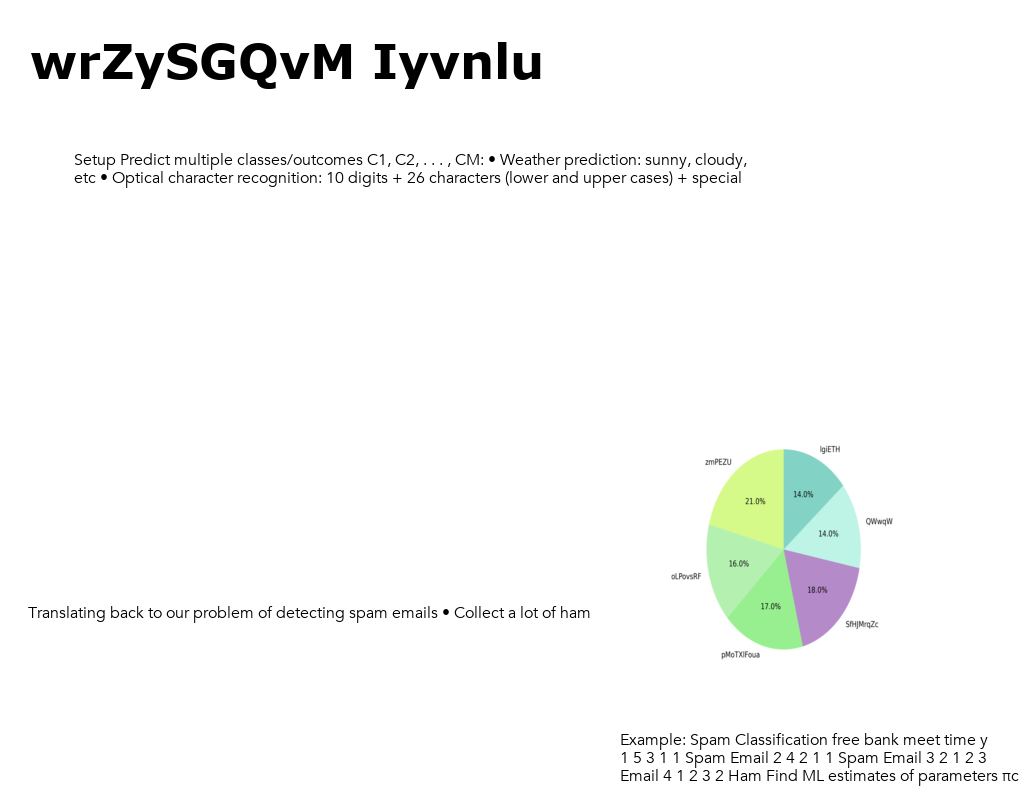 wrZySGQvM Iyvnlu
Setup Predict multiple classes/outcomes C1, C2, . . . , CM: • Weather prediction: sunny, cloudy,
etc • Optical character recognition: 10 digits + 26 characters (lower and upper cases) + special
IgiETH
zmPEZU
21.0%
14.0%
QWwqW
14.0%
16.0%
oLPovsRF
18.0%
17.0%
SfHJMrqZc
pMoTXIFoua
Translating back to our problem of detecting spam emails • Collect a lot of ham
Example: Spam Classification free bank meet time y
1 5 3 1 1 Spam Email 2 4 2 1 1 Spam Email 3 2 1 2 3
Email 4 1 2 3 2 Ham Find ML estimates of parameters πc